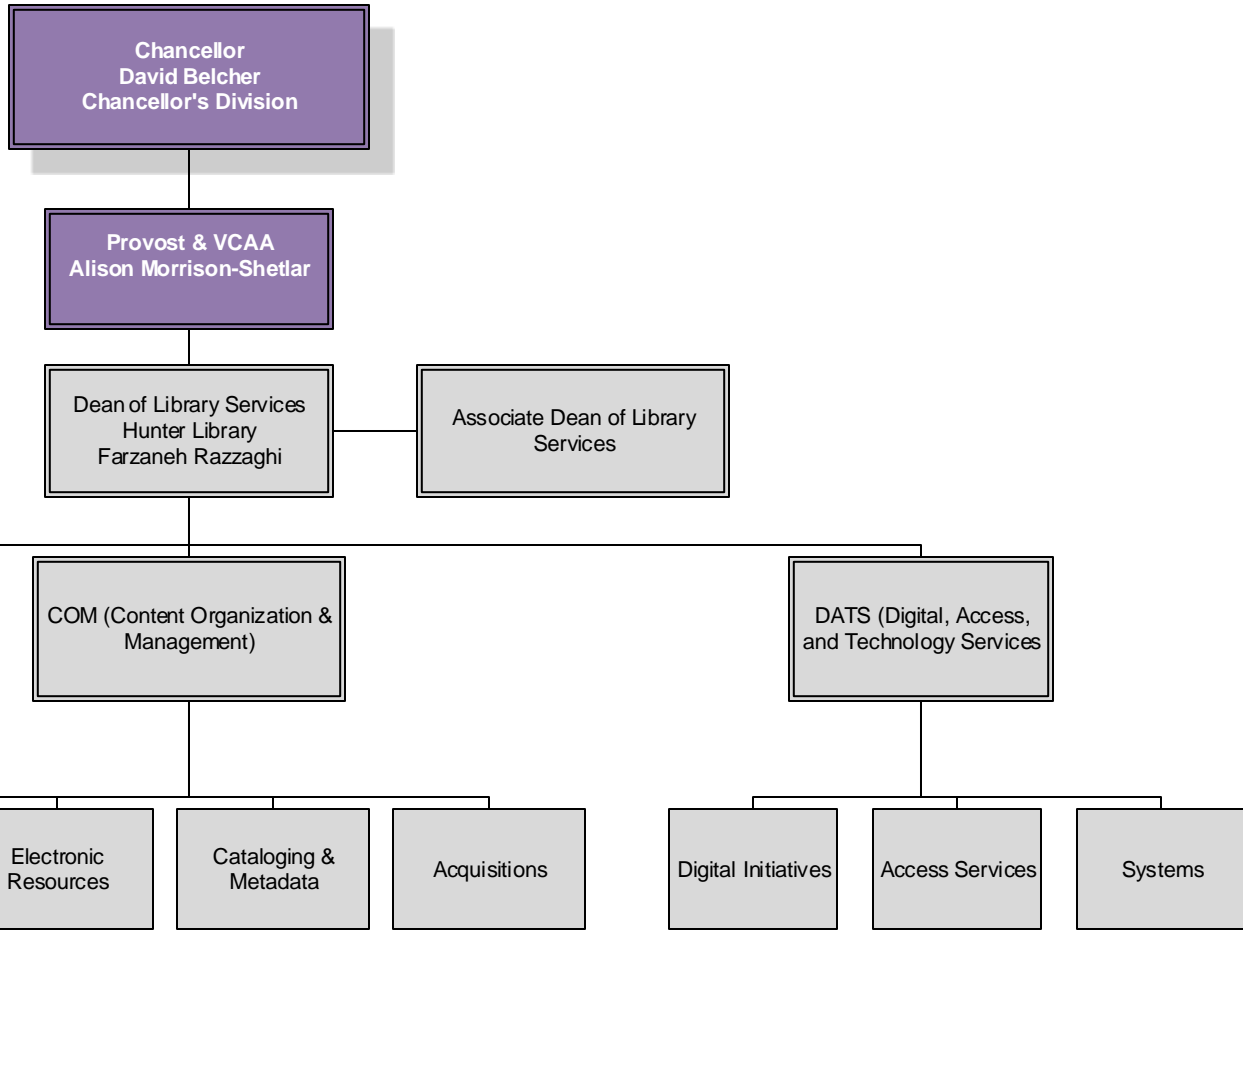 Chancellor
David Belcher
Chancellor's Division
Provost & VCAA
Alison Morrison-Shetlar
Dean of Library Services
Hunter Library
Farzaneh Razzaghi
Associate Dean of Library
Services
COM (Content Organization &
Management)
DATS (Digital, Access,
and Technology Services
Electronic
Resources
Cataloging &
Metadata
Acquisitions
Digital Initiatives
Access Services
Systems